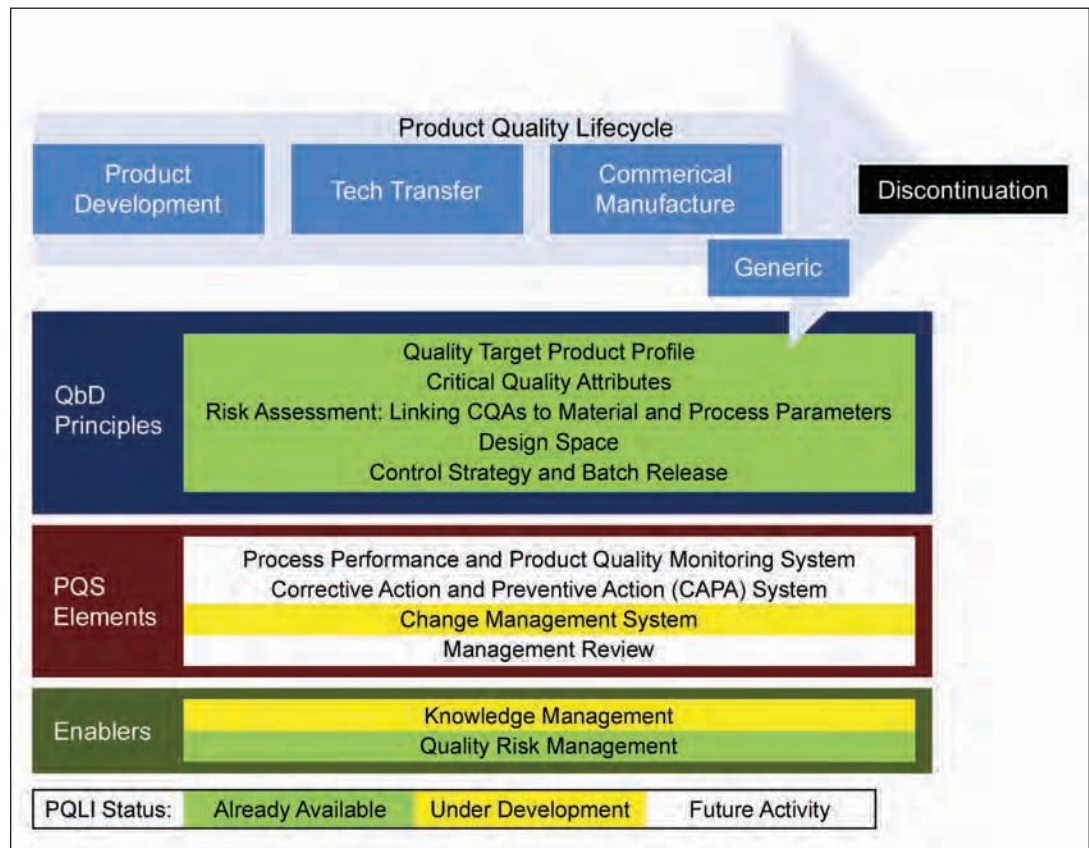 Product Quality Lifecycle
Product
Development
Tech Transfer
Commerical
Manufacture
Discontinuation
Generic
QbD
Principles
Quality Target Product Profile
Critical Quality Attributes
Risk Assessment: Linking CQAs to Material and Process Parameters
Design Space
Control Strategy and Batch Release
PQS
Elements
Process Performance and Product Quality Monitoring System
Corrective Action and Preventive Action (CAPA) System
Change Management System
Management Review
Enablers
Knowledge Management
Quality Risk Management
PQLI Status: Already Available Under Development Future Activity